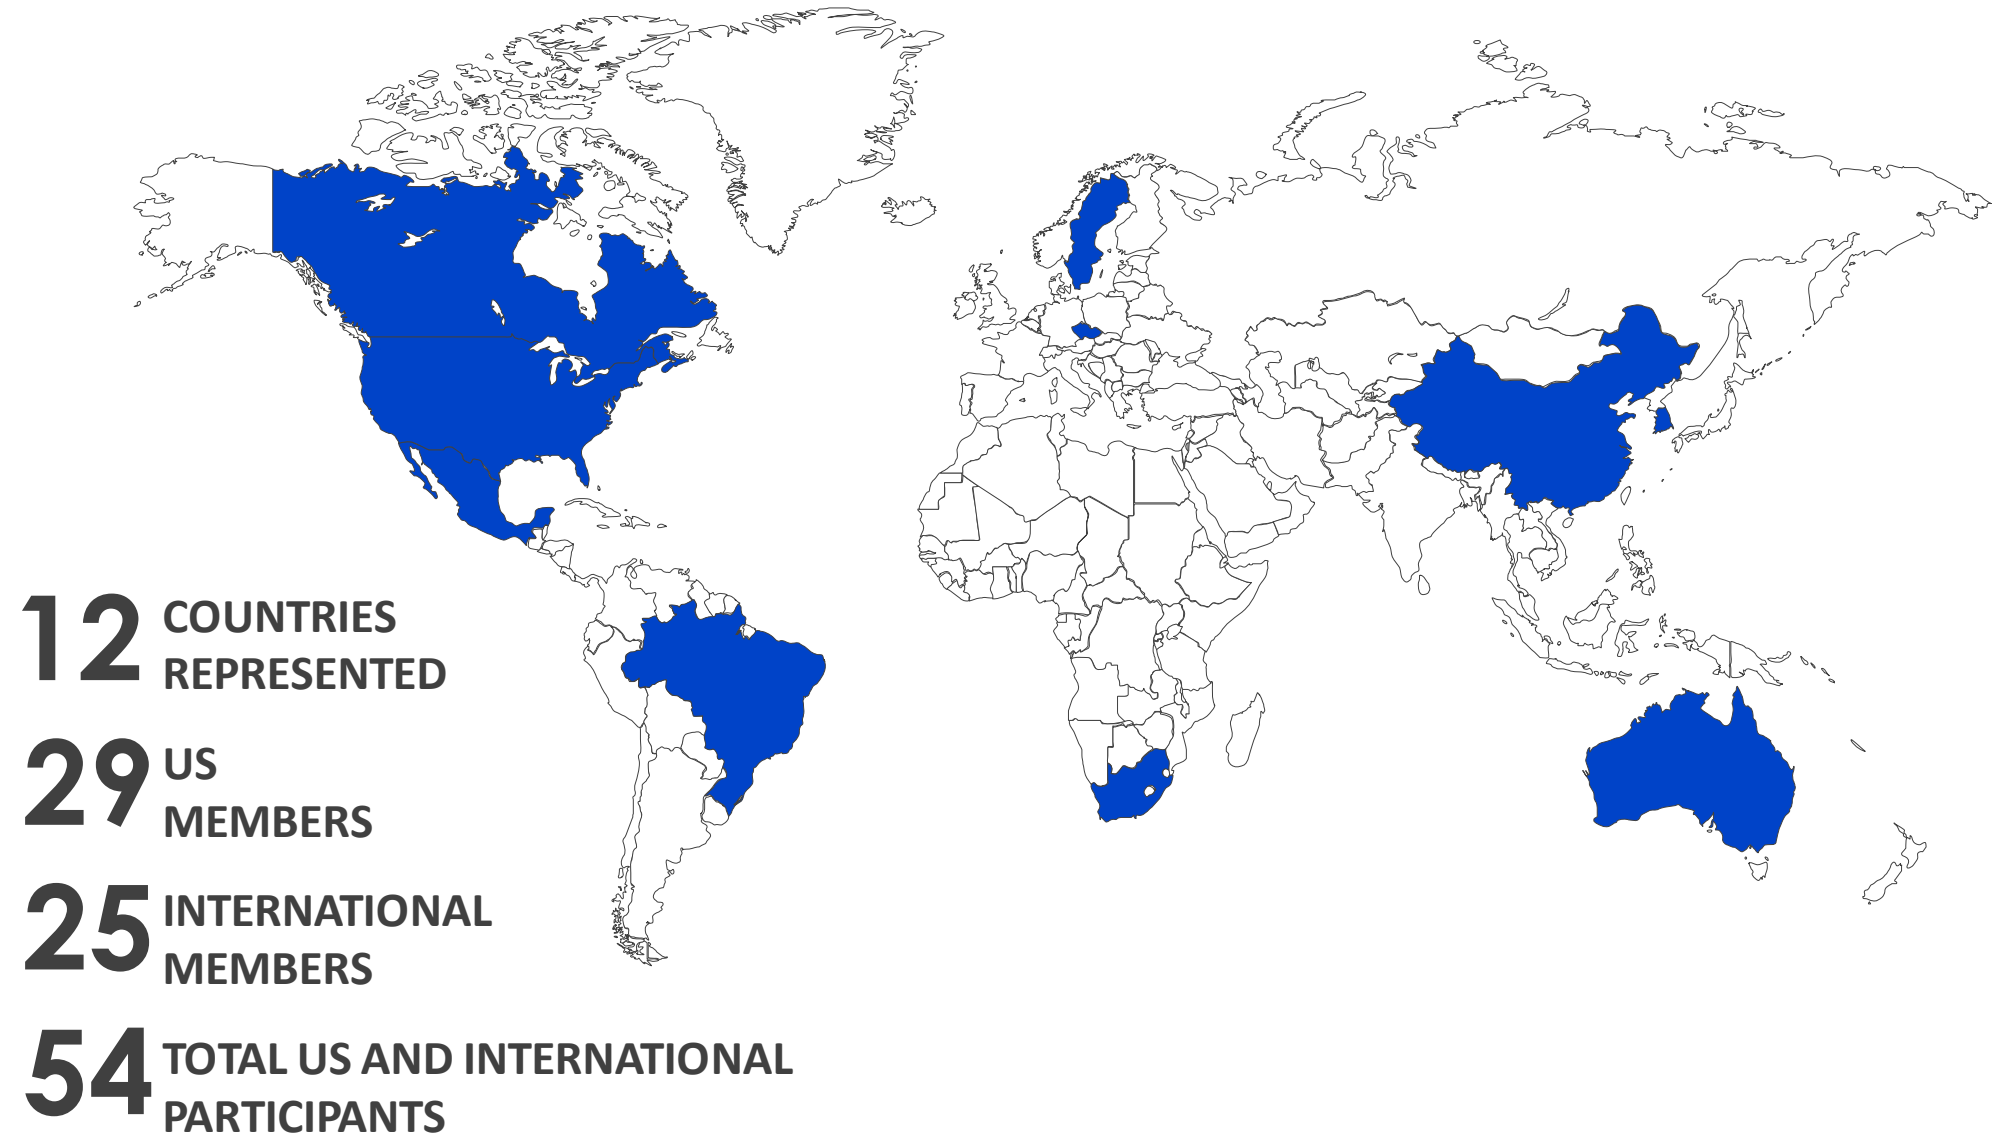 12 COUNTRIES
REPRESENTED
29 US
MEMBERS
25 INTERNATIONAL
MEMBERS
54 TOTAL US AND INTERNATIONAL
PARTICIPANTS